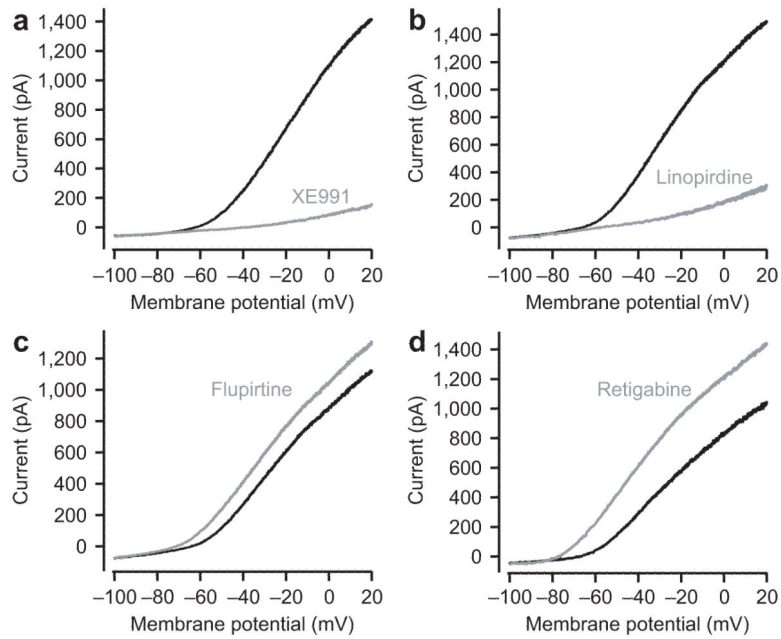 a
1,400
1,200
1,000
800
600
400
200
0
Current (pA)
XE991
–100 –80 –60 –40 –20 0 20
Membrane potential (mV)
b
1,400
1,200
1,000
800
600
400
200
0
Current (pA)
Linopirdine
–100 –80 –60 –40 –20 0 20
Membrane potential (mV)
c
1,200
1,000
800
600
400
200
0
Current (pA)
Flupirtine
–100 –80 –60 –40 –20 0 20
Membrane potential (mV)
d
1,400
1,200
1,000
800
600
400
200
0
Current (pA)
Retigabine
–100 –80 –60 –40 –20 0 20
Membrane potential (mV)